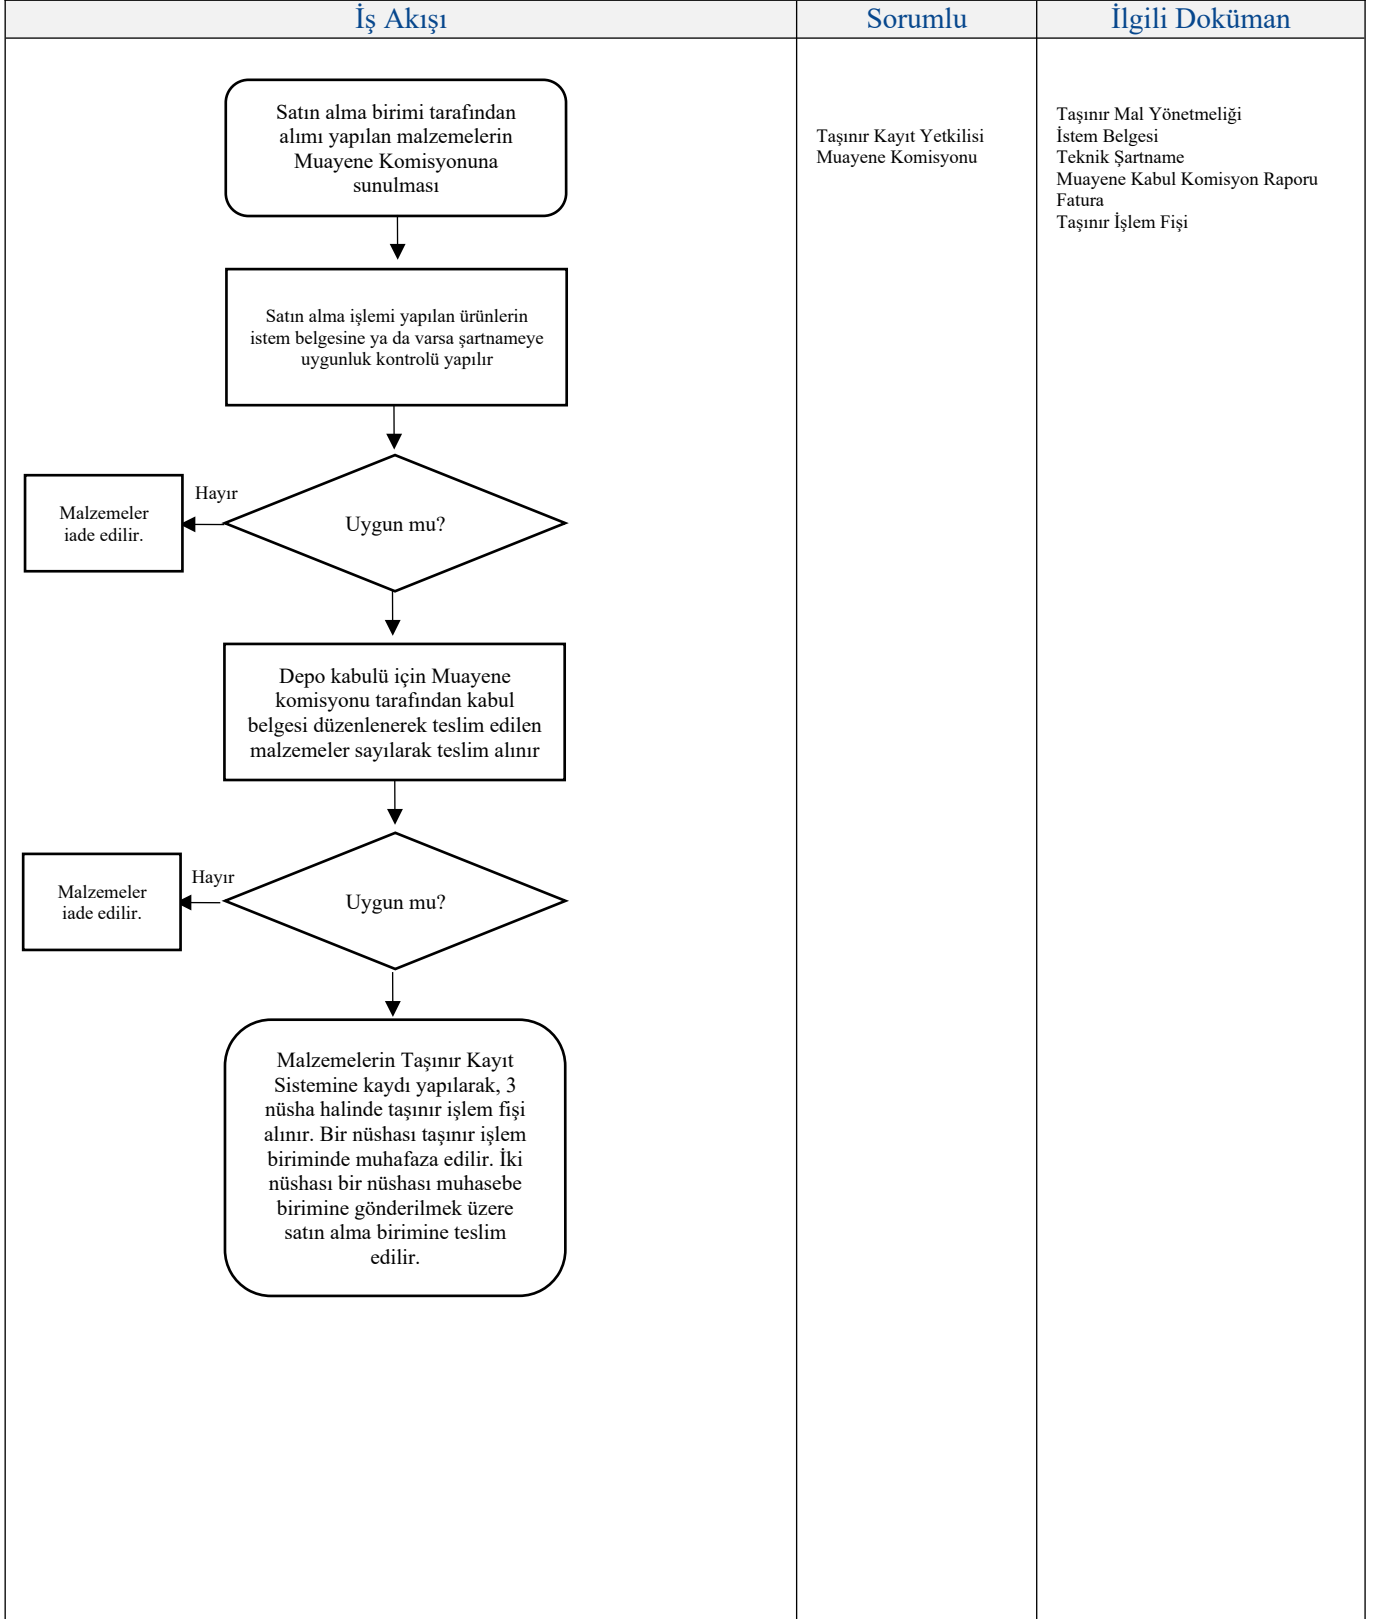 İş Akışı
Sorumlu
İlgili Doküman
Satın alma birimi tarafından
alımı yapılan malzemelerin
Muayene Komisyonuna
sunulması
Taşınır Kayıt Yetkilisi
Muayene Komisyonu
Taşınır Mal Yönetmeliği
İstem Belgesi
Teknik Şartname
Muayene Kabul Komisyon Raporu
Fatura
Taşınır İşlem Fişi
Satın alma işlemi yapılan ürünlerin
istem belgesine ya da varsa şartnameye
uygunluk kontrolü yapılır
Hayır
Malzemeler
iade edilir.
Uygun mu?
Depo kabulü için Muayene
komisyonu tarafından kabul
belgesi düzenlenerek teslim edilen
malzemeler sayılarak teslim alınır
Hayır
Malzemeler
iade edilir.
Uygun mu?
Malzemelerin Taşınır Kayıt
Sistemine kaydı yapılarak, 3
nüsha halinde taşınır işlem fişi
alınır. Bir nüshası taşınır işlem
biriminde muhafaza edilir. İki
nüshası bir nüshası muhasebe
birimine gönderilmek üzere
satın alma birimine teslim
edilir.